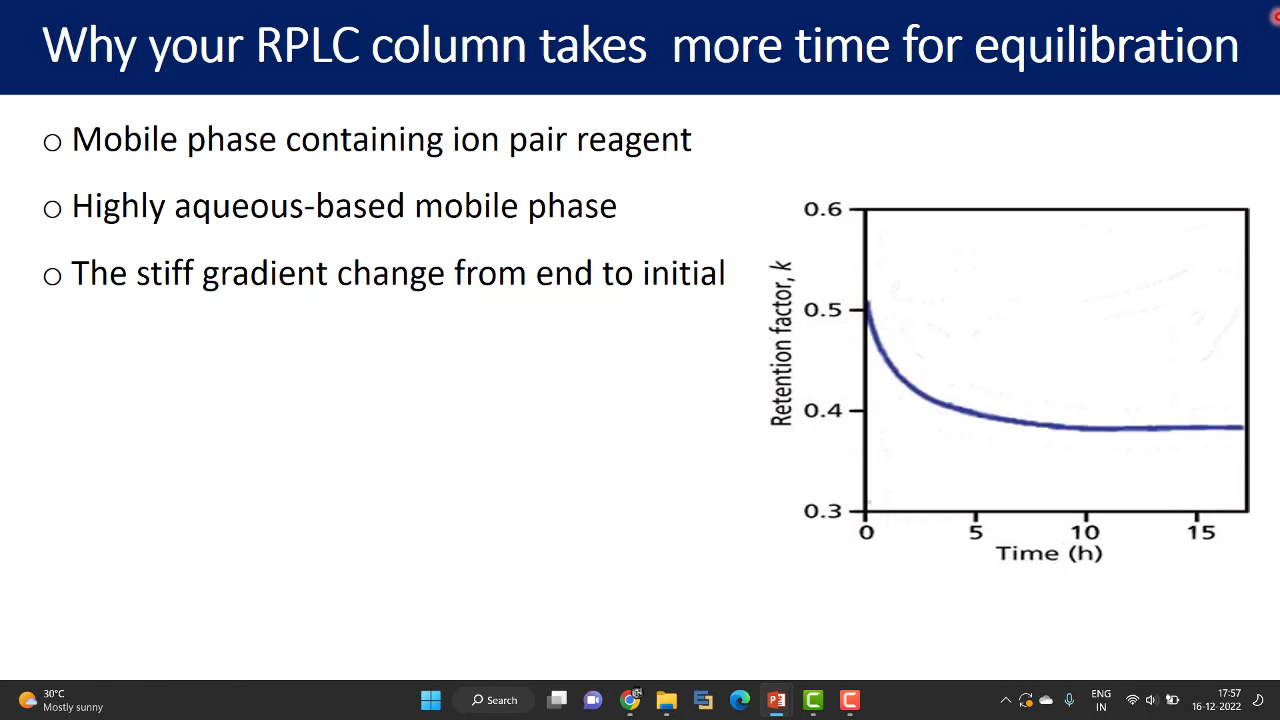 Why your RPLC column takes  more time for equilibration
Mobile phase containing ion pair reagent
Highly aqueous-based mobile phase
The stiff gradient change from end to initial
0.6
0.5
0.4
0.3
Retention factor, k
0
5
10
15
Time (h)
30°C
Mostly sunny
Search
ENG
IN
17:57
16-12-2022